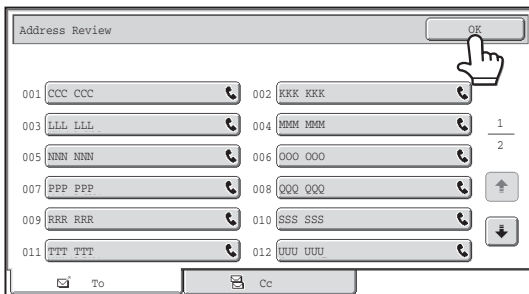 Address Review OK
001 CCC CCC 002 KKK KKK
003 LLL LLL 004 MMM MMM
1
005 NNN NNN 006 OOO OOO
2
007 PPP PPP 008 QQQ QQQ
009 RRR RRR 010 SSS SSS
011 TTT TTT 012 UUU UUU
To Cc